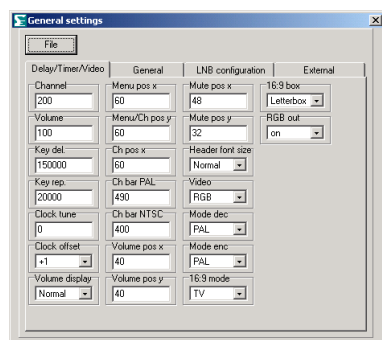 General settings
File
Delay/Timer/Video General LNB configuration External
Channel Menu pos x Mute pos x 16:9 box
200 60 48 Letterbox
Volume Menu/Ch pos y Mute pos y RGB out
100 60 32 on
Key del. Ch pos x Header font size
150000 60 Normal
Key rep. Ch bar PAL Video
20000 490 RGB
Clock tune Ch bar NTSC Mode dec
0 400 PAL
Clock offset Volume pos x Mode enc
+1 40 PAL
Volume display Volume pos y 16:9 mode
Normal 40 TV